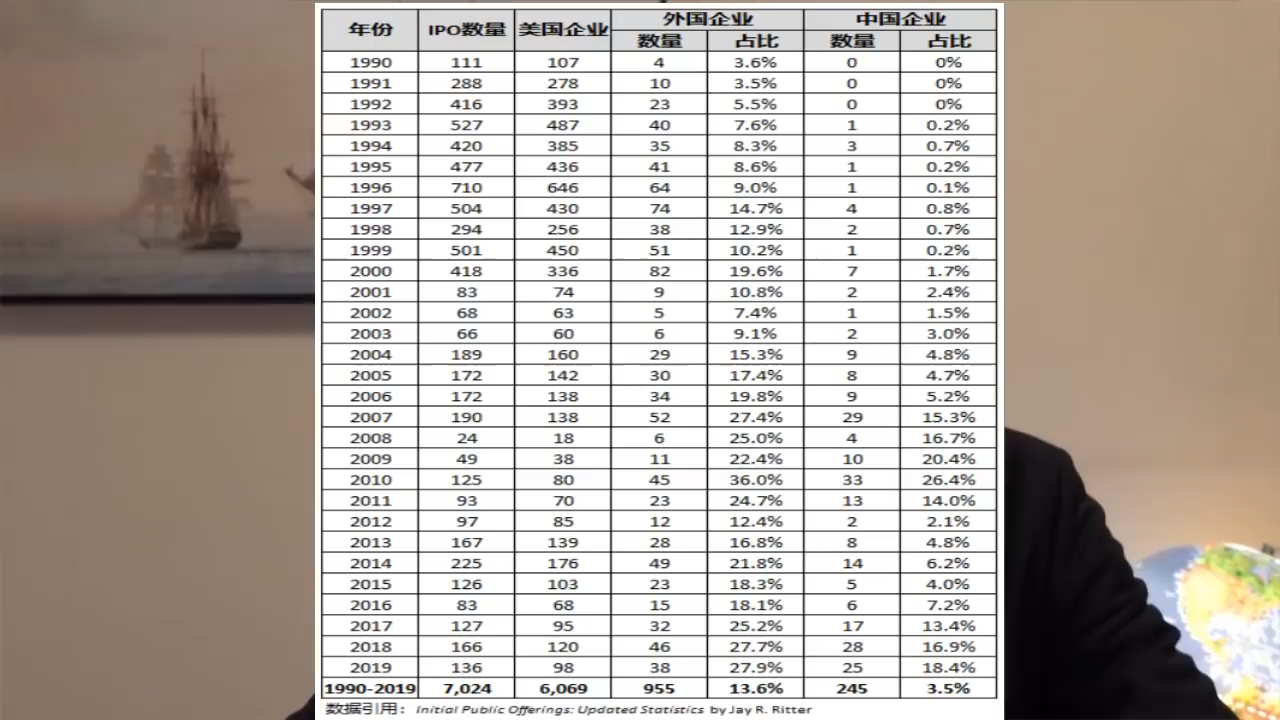 年份 IPO数量 美国企业 外国企业 中国企业
数量 占比 数量 占比
1990 111 107 4 3.6% 0 0%
1991 288 278 10 3.5% 0 0%
1992 416 393 23 5.5% 0 0%
1993 527 487 40 7.6% 1 0.2%
1994 420 385 35 8.3% 3 0.7%
1995 477 436 41 8.6% 1 0.2%
1996 710 646 64 9.0% 1 0.1%
1997 504 430 74 14.7% 4 0.8%
1998 294 256 38 12.9% 2 0.7%
1999 501 450 51 10.2% 1 0.2%
2000 418 336 82 19.6% 7 1.7%
2001 83 74 9 10.8% 2 2.4%
2002 68 63 5 7.4% 1 1.5%
2003 66 60 6 9.1% 2 3.0%
2004 189 160 29 15.3% 9 4.8%
2005 172 142 30 17.4% 8 4.7%
2006 172 138 34 19.8% 9 5.2%
2007 190 138 52 27.4% 29 15.3%
2008 24 18 6 25.0% 4 16.7%
2009 49 38 11 22.4% 10 20.4%
2010 125 80 45 36.0% 33 26.4%
2011 93 70 23 24.7% 13 14.0%
2012 97 85 12 12.4% 2 2.1%
2013 167 139 28 16.8% 8 4.8%
2014 225 176 49 21.8% 14 6.2%
2015 126 103 23 18.3% 5 4.0%
2016 83 68 15 18.1% 6 7.2%
2017 127 95 32 25.2% 17 13.4%
2018 166 120 46 27.7% 28 16.9%
2019 136 98 38 27.9% 25 18.4%
1990-2019 7,024 6,069 955 13.6% 245 3.5%
数据引用： Initial Public Offerings: Updated Statistics by Jay R. Ritter